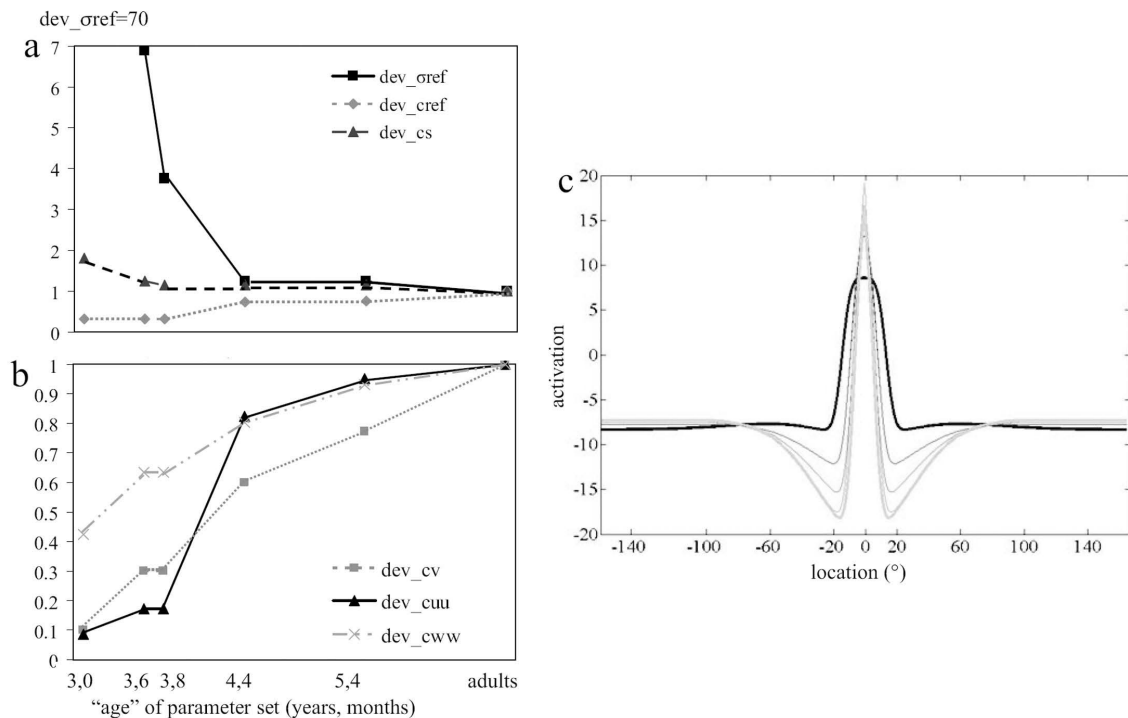 dev_σref=70
a
7
6
5
4
3
2
1
0
dev_σref
dev_cref
dev_cs
b
1
0.9
0.8
0.7
0.6
0.5
0.4
0.3
0.2
0.1
0
dev_cv
dev_cuu
dev_cww
3,0 3,6 3,8 4,4 5,4 adults
“age” of parameter set (years, months)
c
20
15
10
5
0
-5
-10
-15
-20
activation
-140 -100 -60 -20 0 20 60 100 140
location (°)